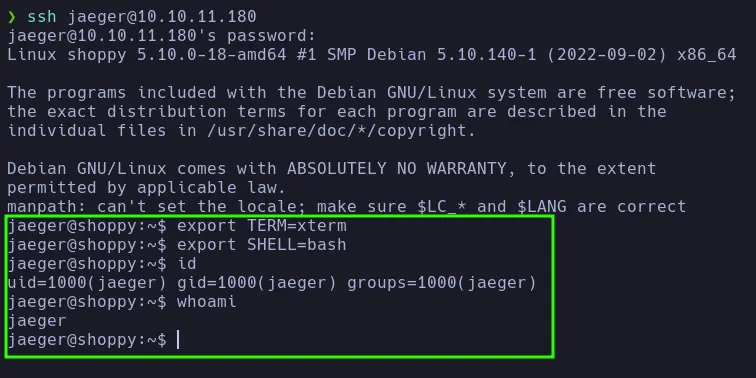 ❯ ssh jaeger@10.10.11.180
jaeger@10.10.11.180's password:
Linux shoppy 5.10.0-18-amd64 #1 SMP Debian 5.10.140-1 (2022-09-02) x86_64
The programs included with the Debian GNU/Linux system are free software;
the exact distribution terms for each program are described in the
individual files in /usr/share/doc/*/copyright.
Debian GNU/Linux comes with ABSOLUTELY NO WARRANTY, to the extent
permitted by applicable law.
manpath: can't set the locale; make sure $LC_* and $LANG are correct
jaeger@shoppy:~$ export TERM=xterm
jaeger@shoppy:~$ export SHELL=bash
jaeger@shoppy:~$ id
uid=1000(jaeger) gid=1000(jaeger) groups=1000(jaeger)
jaeger@shoppy:~$ whoami
jaeger
jaeger@shoppy:~$